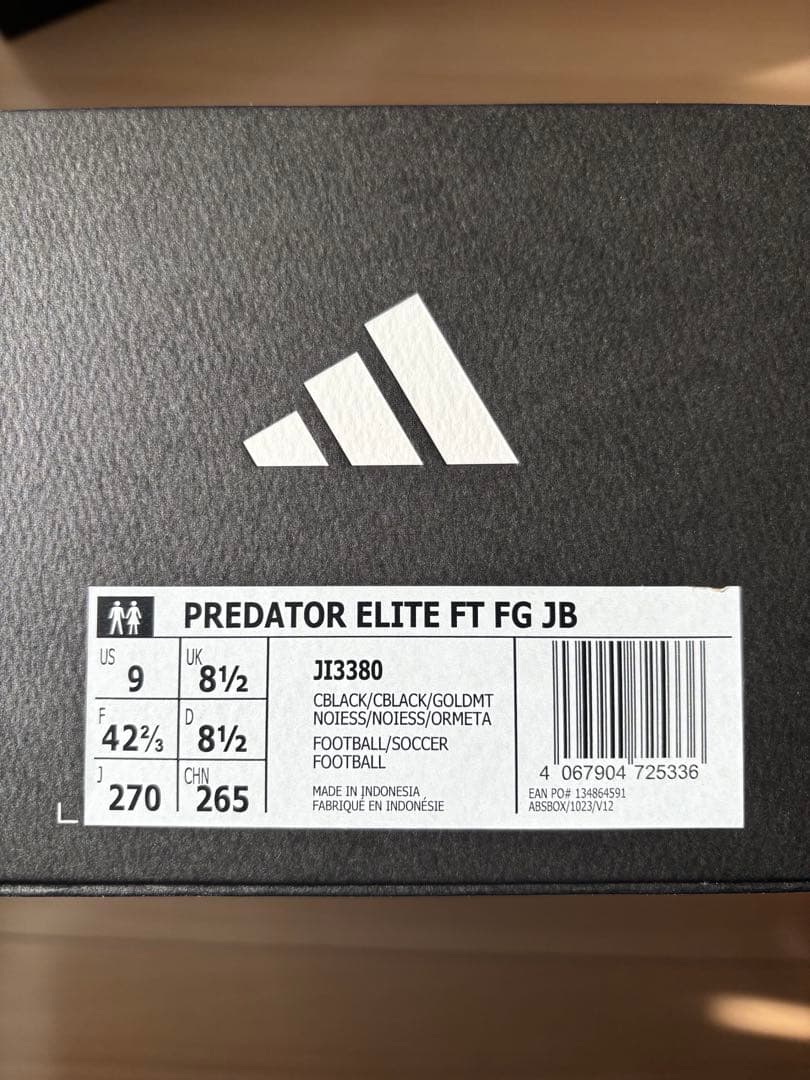 PREDATOR ELITE FT FG JB
US 9 UK 8½
F 42⅔ D 8½
J 270 CHN 265
JI3380
CBLACK/CBLACK/GOLDMT
NOIESS/NOIESS/ORMETA
FOOTBALL/SOCCER
FOOTBALL
MADE IN INDONESIA
FABRIQUÉ EN INDONÉSIE
4 067904 725336
EAN PO# 134864591
ABSBOX/1023/V12